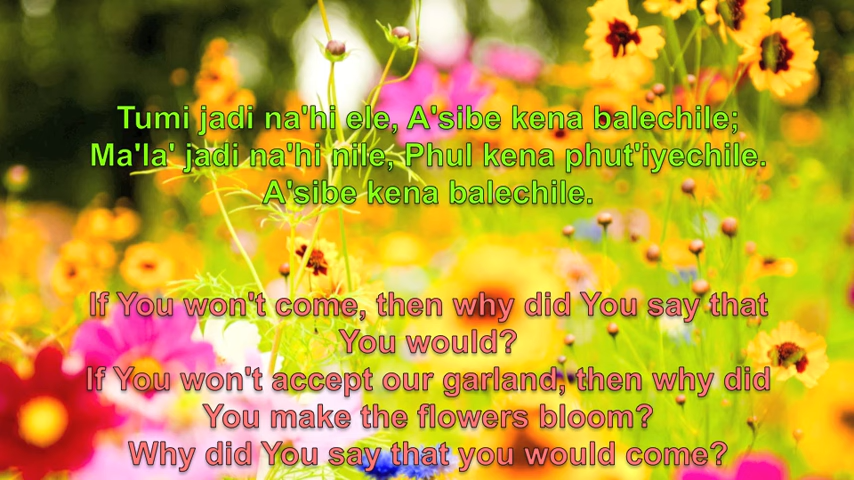 Tumi jadi na'hi ele, A'sibe kena balechile;
Ma'la' jadi na'hi nile, Phul kena phut'iyechile.
A'sibe kena balechile.
If You won't come, then why did You say that
You would?
If You won't accept our garland, then why did
You make the flowers bloom?
Why did You say that you would come?